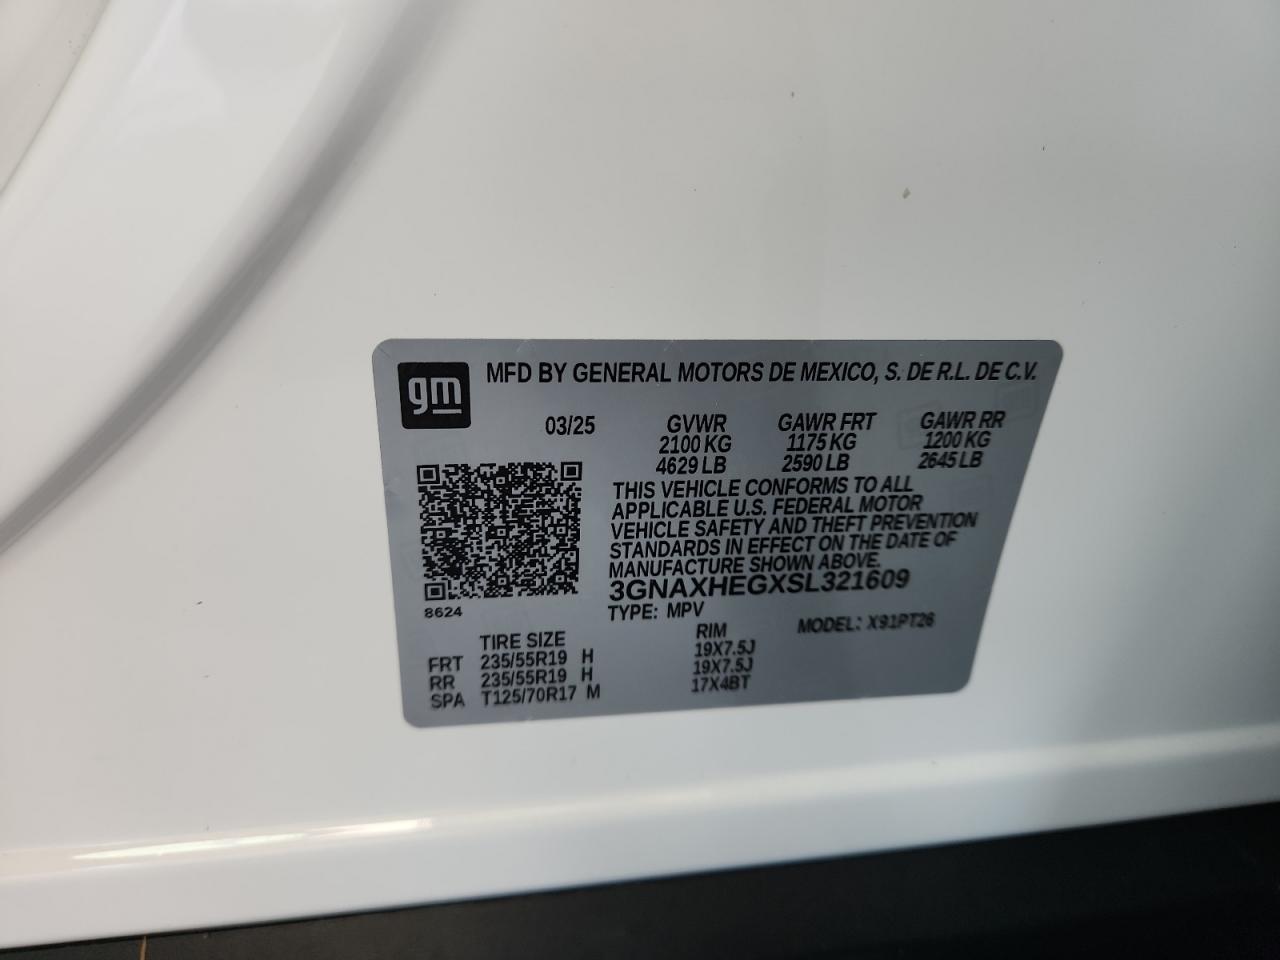 gm
MFD BY GENERAL MOTORS DE MEXICO, S. DE R.L. DE C.V.
03/25 GVWR GAWR FRT GAWR RR
2100 KG 1175 KG 1200 KG
4629 LB 2590 LB 2645 LB
THIS VEHICLE CONFORMS TO ALL
APPLICABLE U.S. FEDERAL MOTOR
VEHICLE SAFETY AND THEFT PREVENTION
STANDARDS IN EFFECT ON THE DATE OF
MANUFACTURE SHOWN ABOVE.
3GNAXHEGXSL321609
8624
TYPE: MPV MODEL: X91PT26
TIRE SIZE RIM
FRT 235/55R19 H 19X7.5J
RR 235/55R19 H 19X7.5J
SPA T125/70R17 M 17X4BT